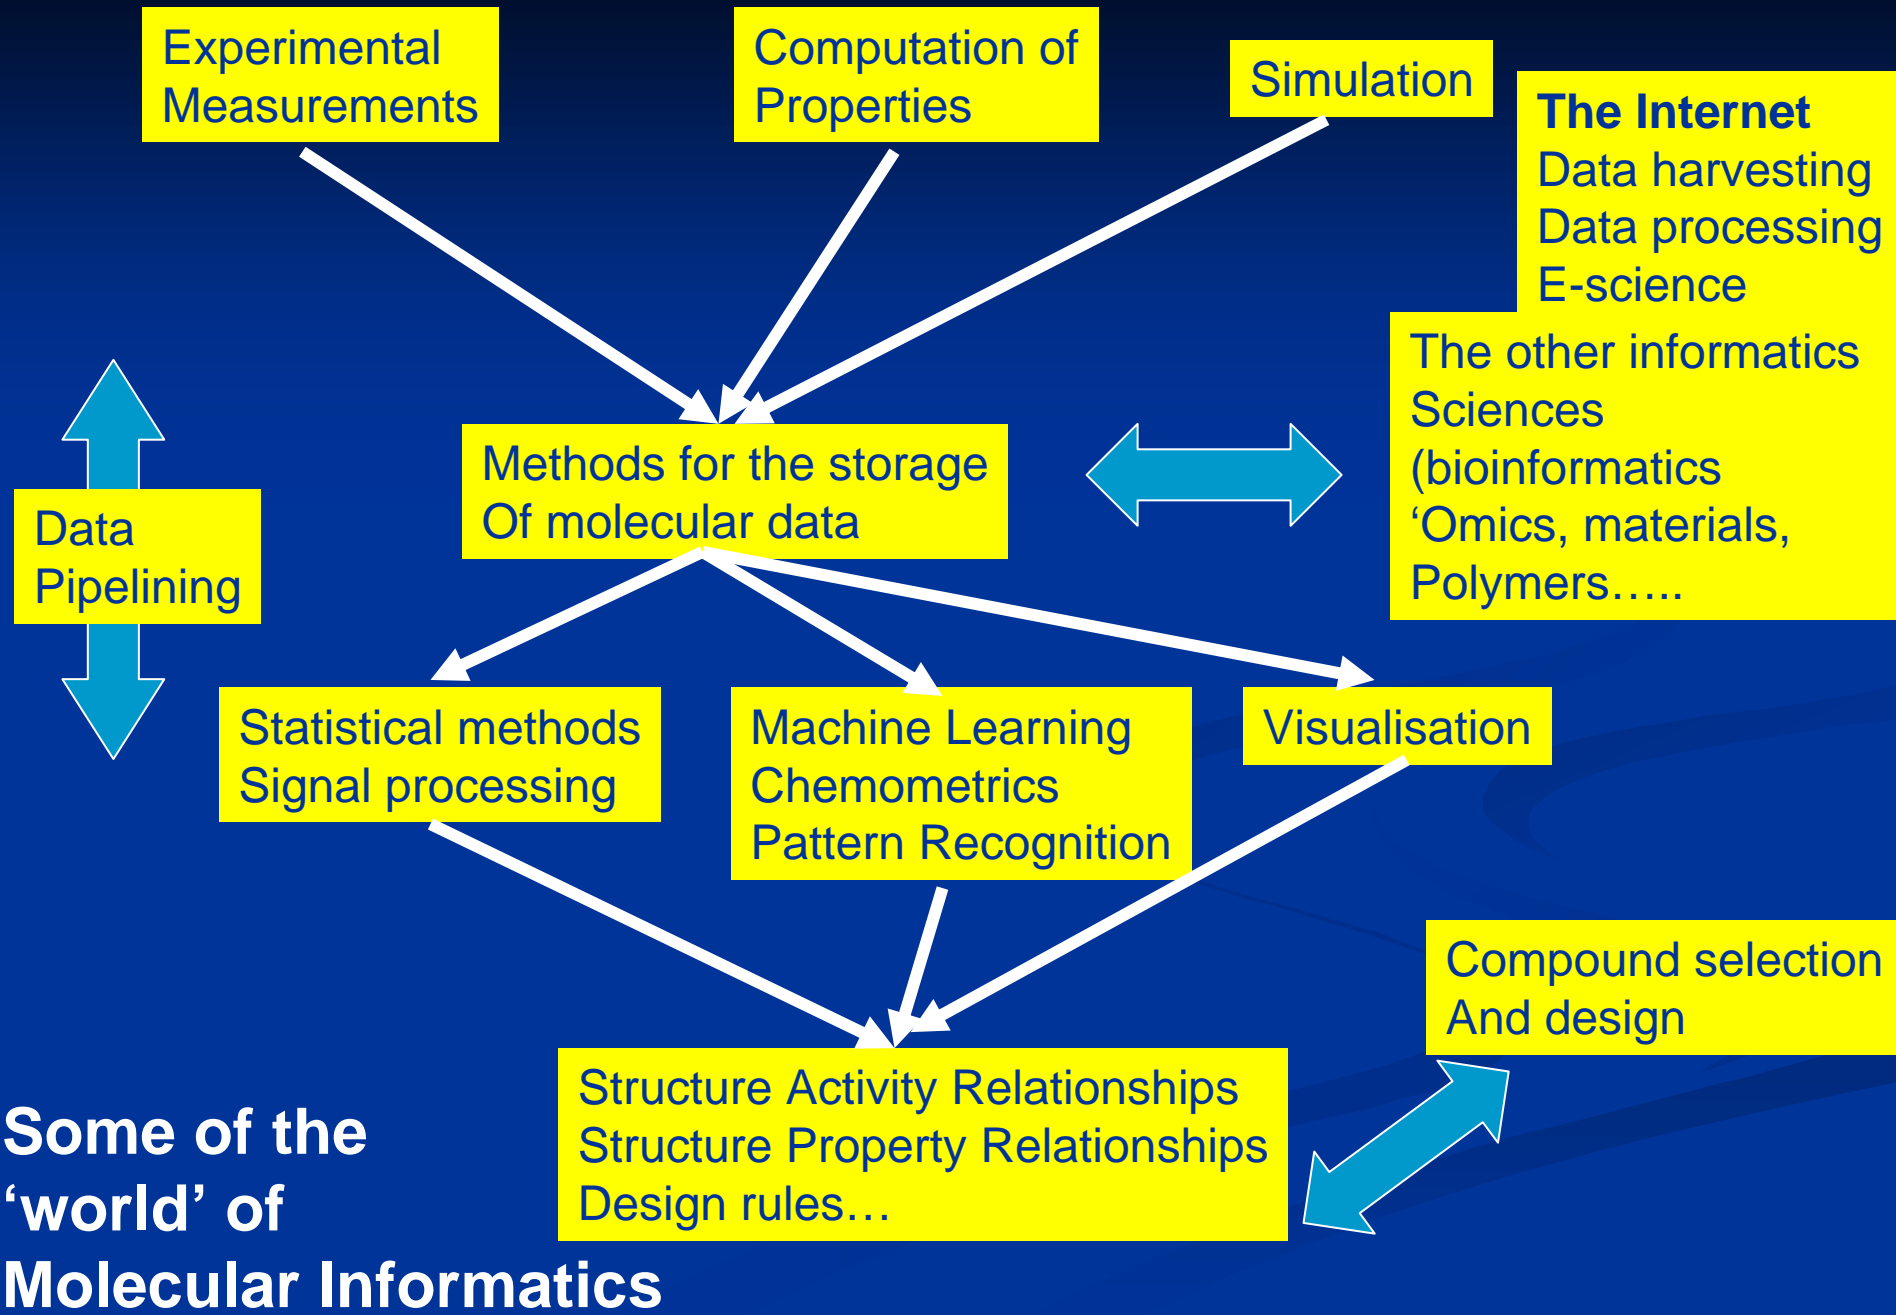 Experimental
Measurements
Computation of
Properties
Simulation
The Internet
Data harvesting
Data processing
E-science
The other informatics
Sciences
(bioinformatics
‘Omics, materials,
Polymers…..
Methods for the storage
Of molecular data
Data
Pipelining
Statistical methods
Signal processing
Machine Learning
Chemometrics
Pattern Recognition
Visualisation
Compound selection
And design
Structure Activity Relationships
Structure Property Relationships
Design rules…
Some of the
‘world’ of
Molecular Informatics